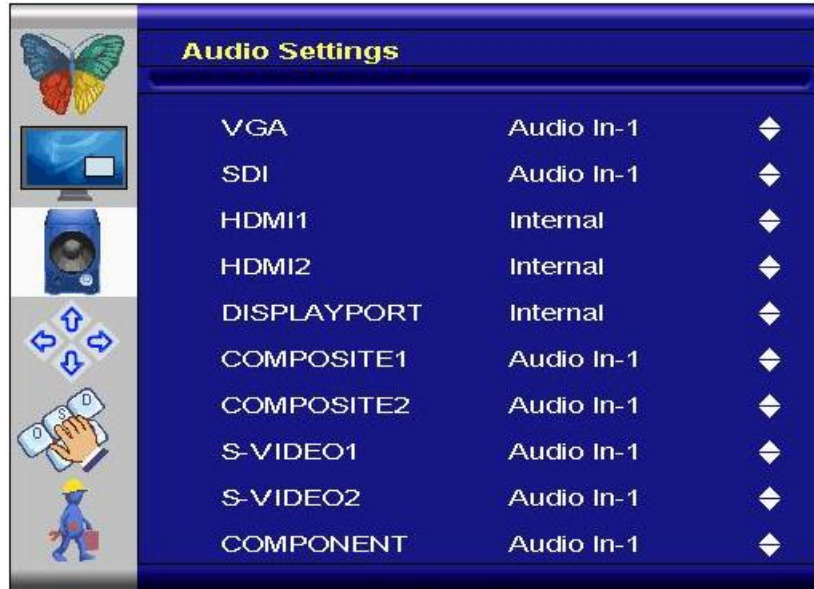 Audio Settings
VGA Audio In-1
SDI Audio In-1
HDMI1 Internal
HDMI2 Internal
DISPLAYPORT Internal
COMPOSITE1 Audio In-1
COMPOSITE2 Audio In-1
S-VIDEO1 Audio In-1
S-VIDEO2 Audio In-1
COMPONENT Audio In-1
O S D